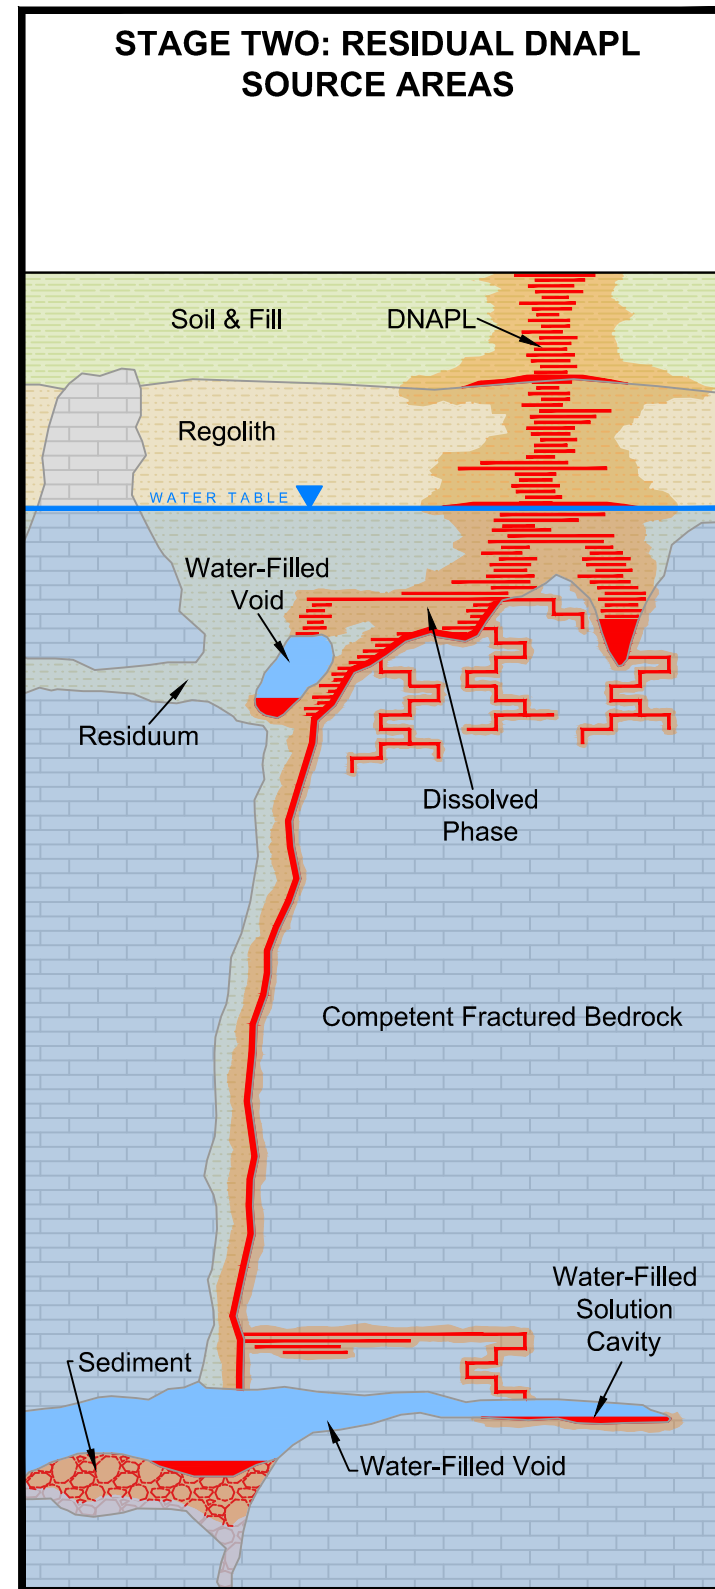 STAGE TWO: RESIDUAL DNAPL
SOURCE AREAS
Soil & Fill
DNAPL
Regolith
WATER TABLE
Water-Filled
Void
Residuum
Dissolved
Phase
Competent Fractured Bedrock
Water-Filled
Solution
Cavity
Sediment
Water-Filled Void